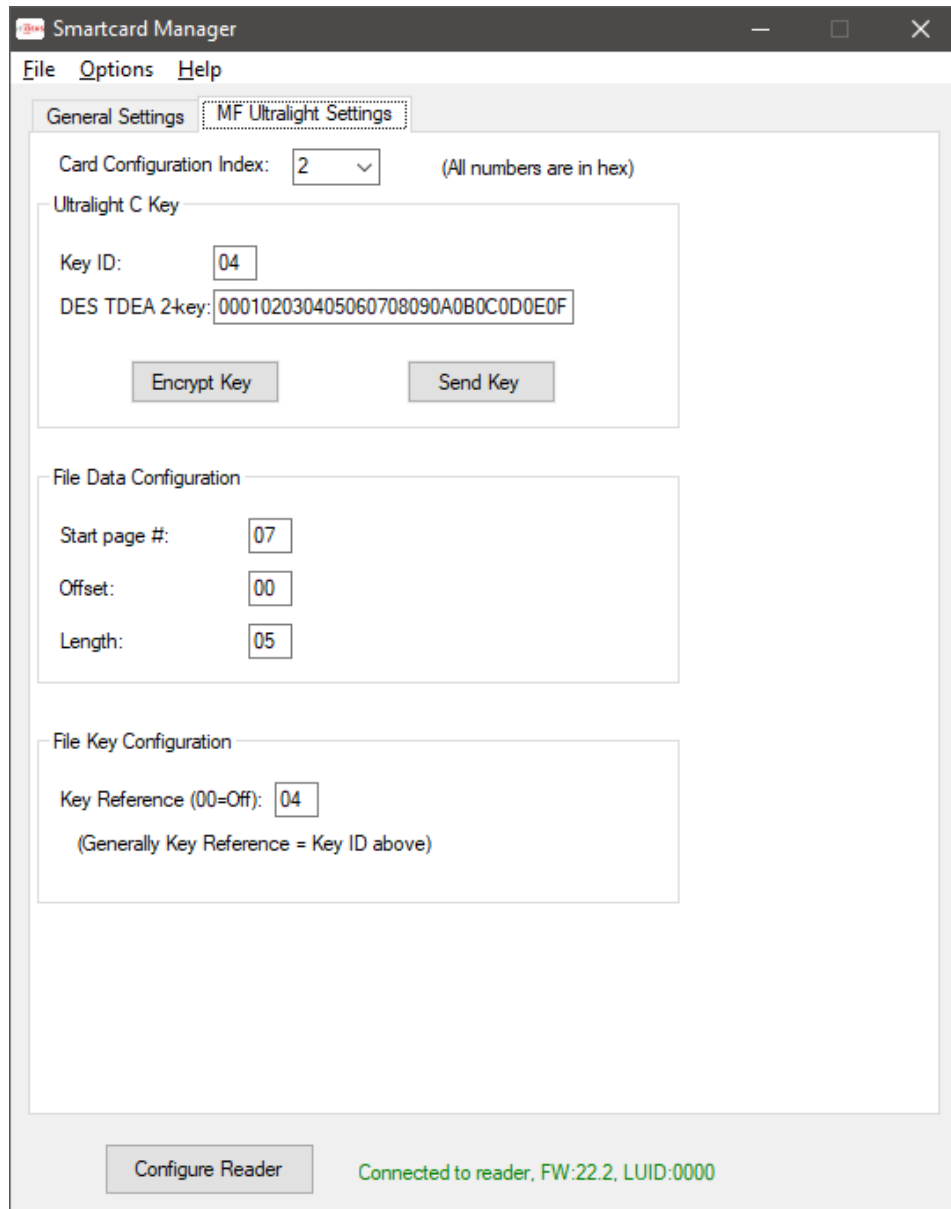 Smartcard Manager
File Options Help
General Settings MF Ultralight Settings
Card Configuration Index: 2 (All numbers are in hex)
Ultralight C Key
Key ID: 04
DES TDEA 2-key: 000102030405060708090A0B0C0D0E0F
Encrypt Key Send Key
File Data Configuration
Start page #: 07
Offset: 00
Length: 05
File Key Configuration
Key Reference (00=Off): 04
(Generally Key Reference = Key ID above)
Configure Reader Connected to reader, FW:22.2, LUID:0000